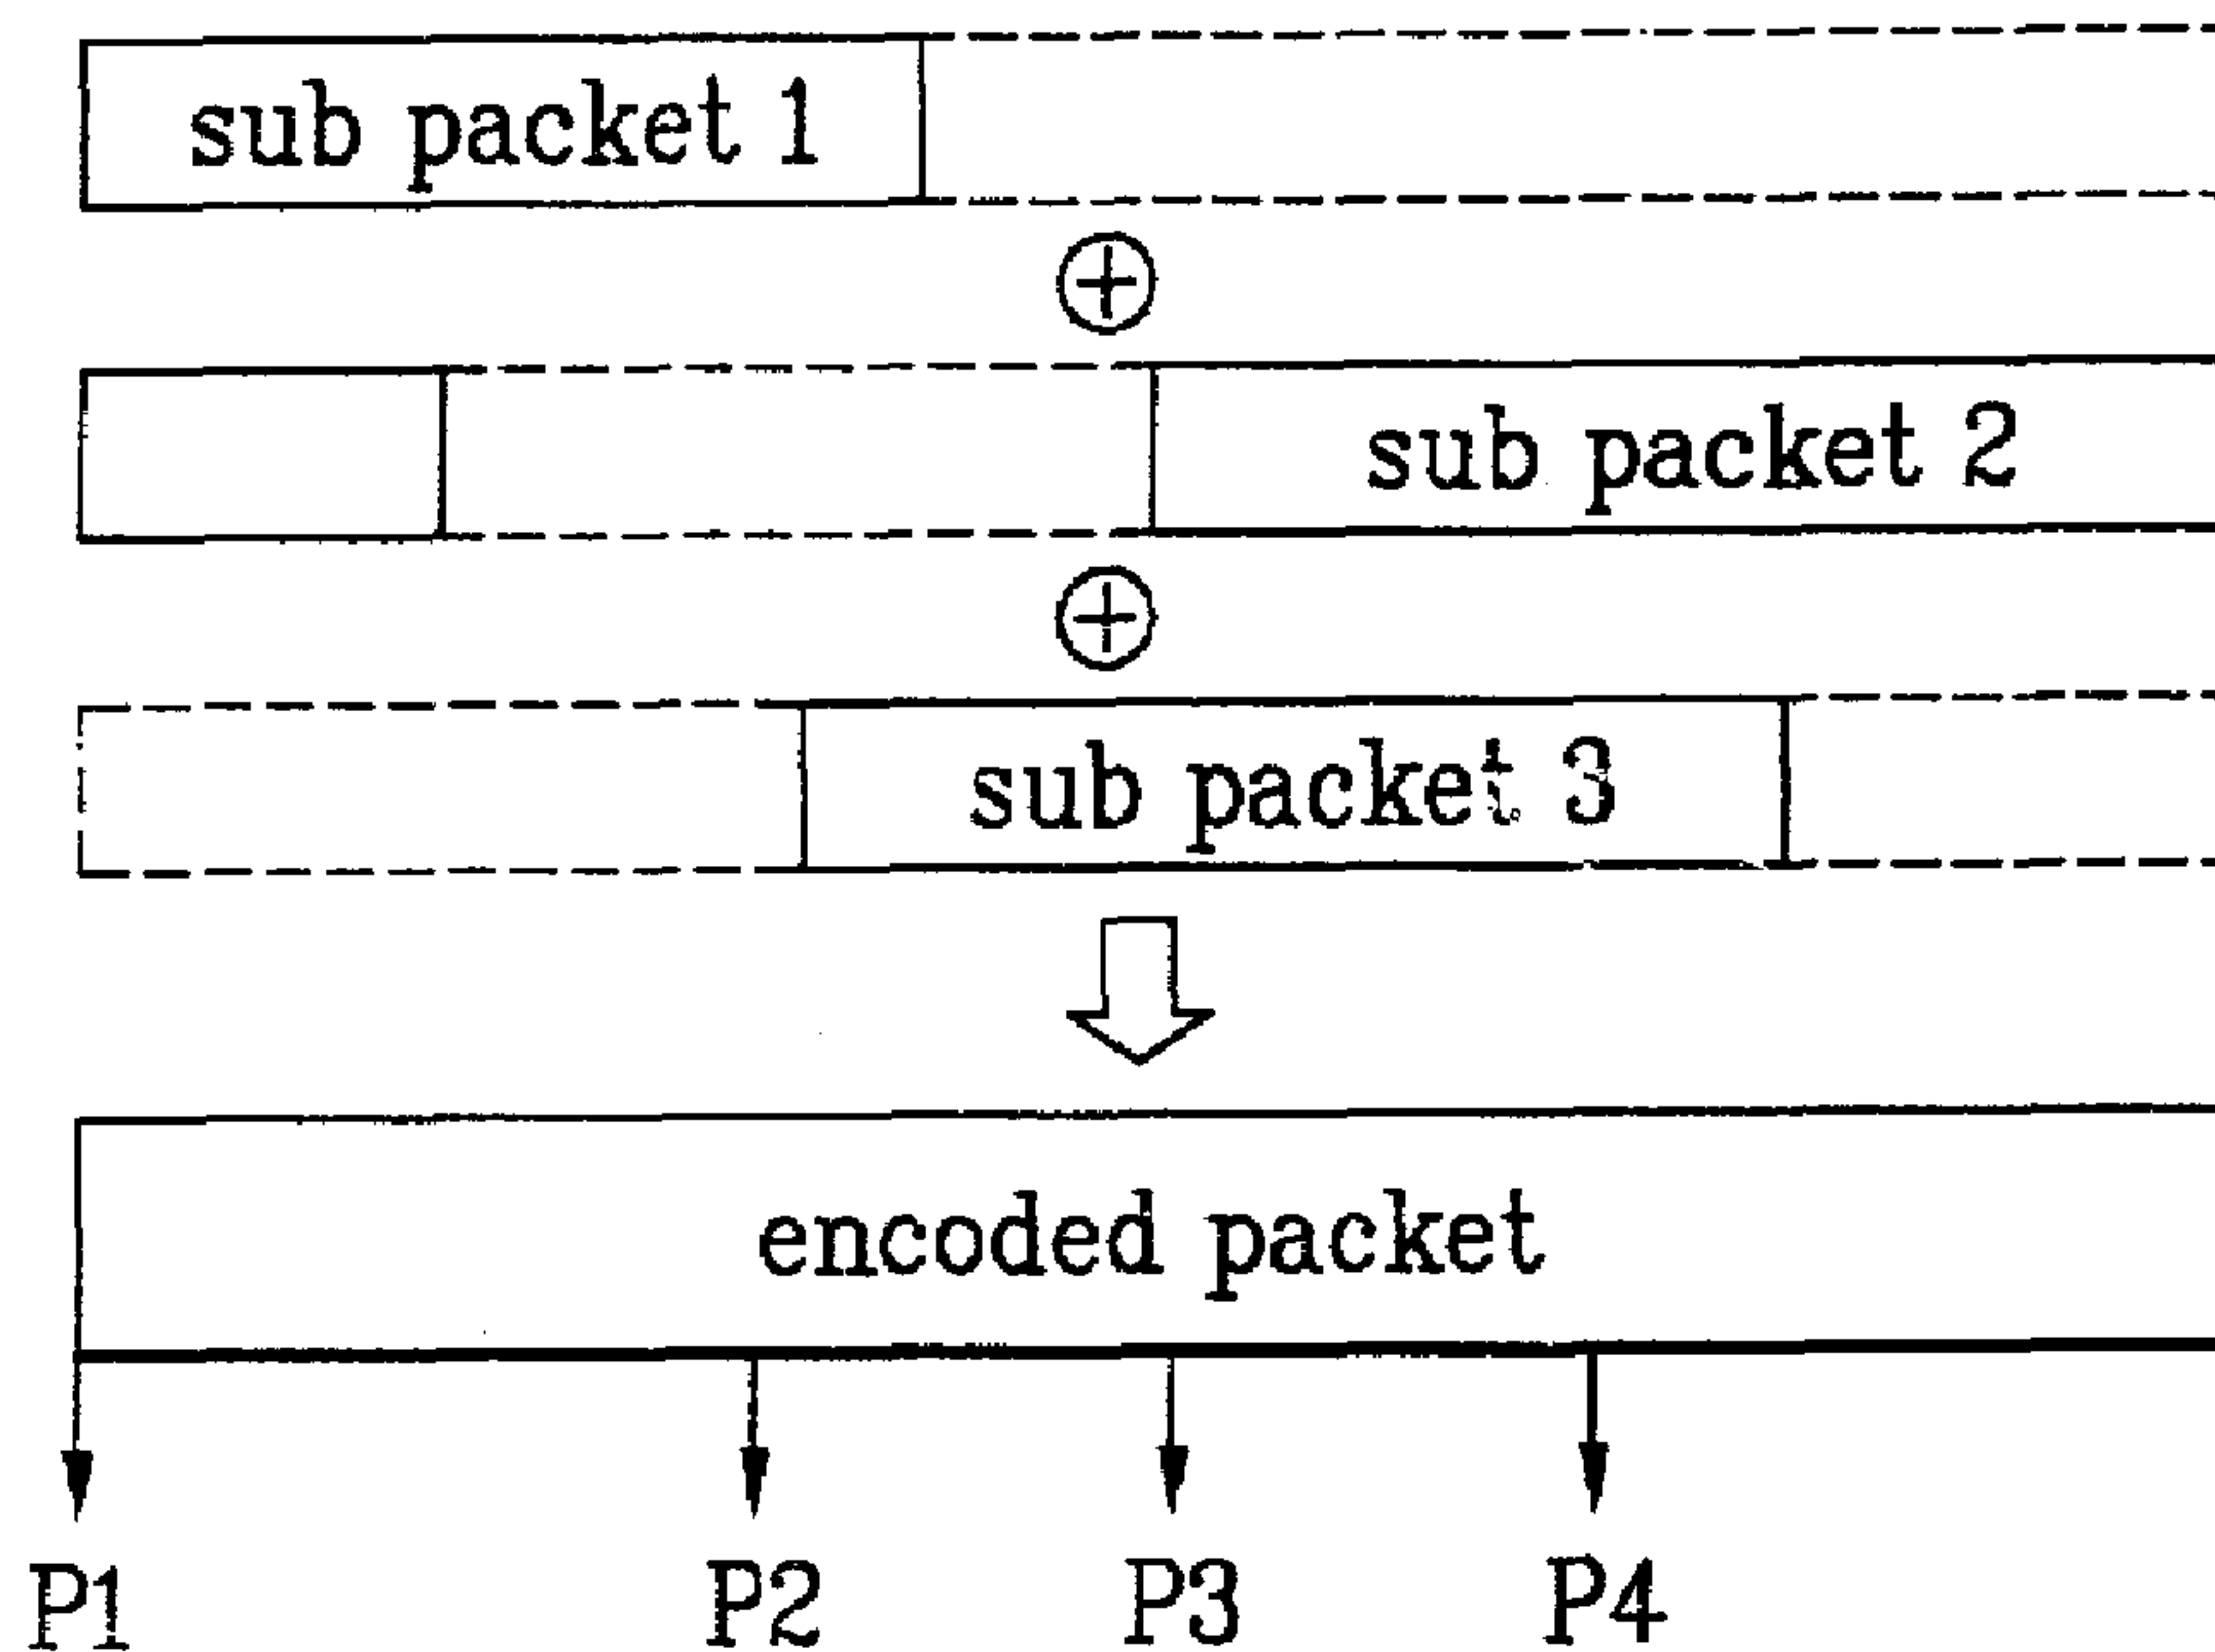 sub packet 1
sub packet 2
sub packet 3
encoded packet
P1 P2 P3 P4